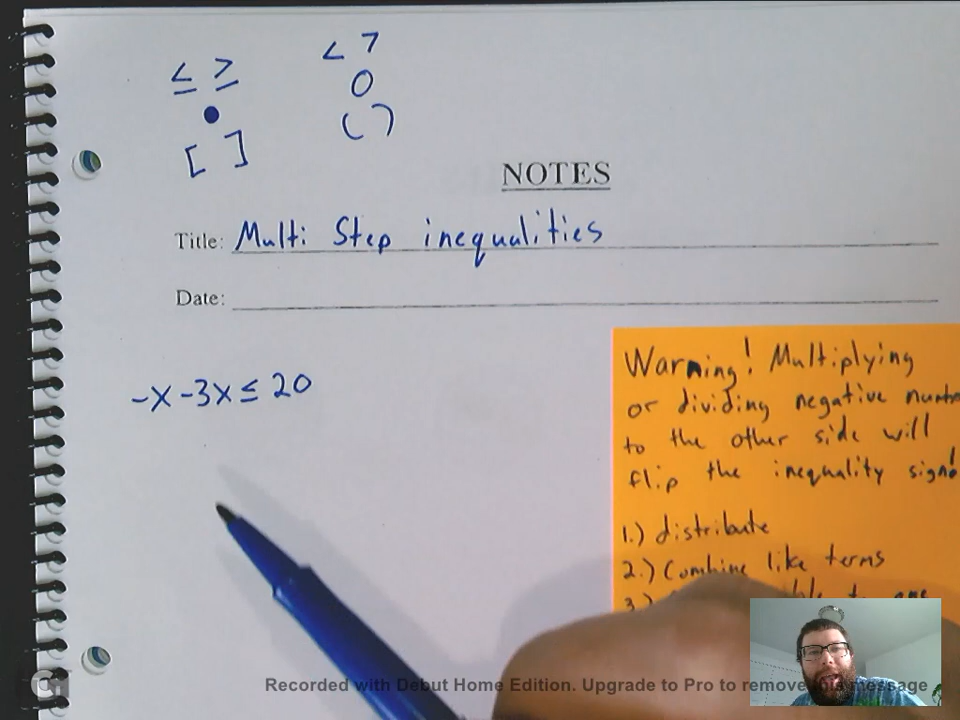 ≤ ≥
< >
[ ]
( )
NOTES
Title: Multi Step inequalities
Date:
-x -3x ≤ 20
Warning! Multiplying
or dividing negative
to the other side will
flip the inequality sign!
1.) distribute
2.) Combine like terms
3.)
Recorded with Debut Home Edition. Upgrade to Pro to remove this message